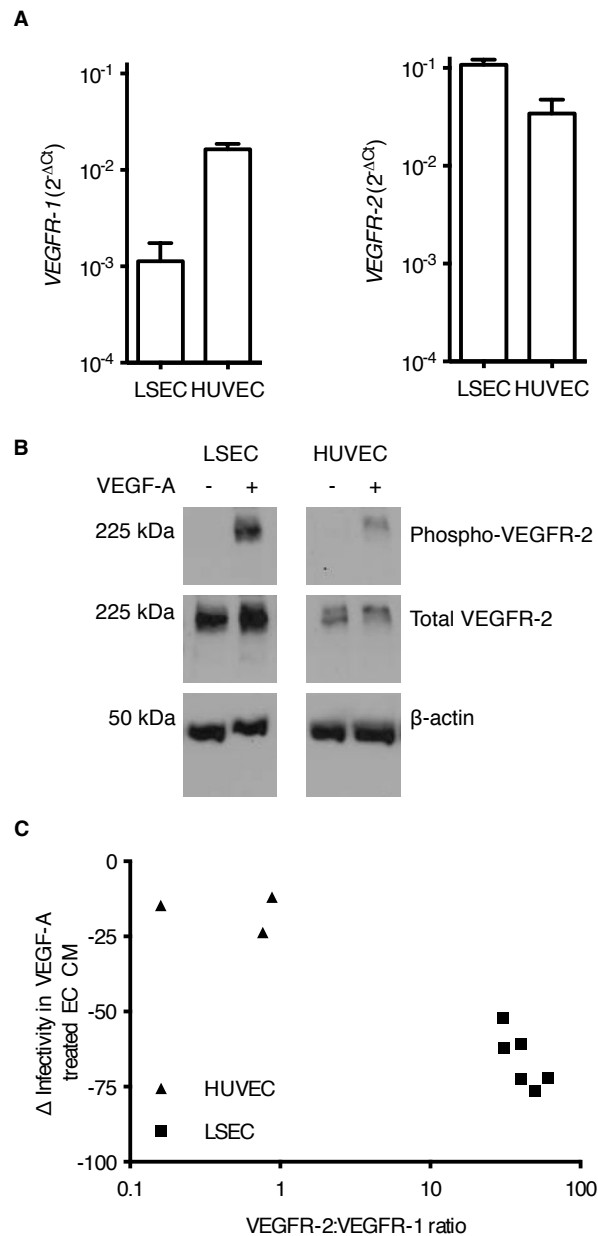 A
VEGFR-1(2^-ΔCt)
10^-1
10^-2
10^-3
10^-4
LSEC HUVEC
VEGFR-2(2^-ΔCt)
10^-1
10^-2
10^-3
10^-4
LSEC HUVEC
B
LSEC HUVEC
VEGF-A - + - +
225 kDa Phospho-VEGFR-2
225 kDa Total VEGFR-2
50 kDa β-actin
C
Δ Infectivity in VEGF-A
treated EC CM
0
-25
-50
-75
-100
HUVEC
LSEC
0.1 1 10 100
VEGFR-2:VEGFR-1 ratio